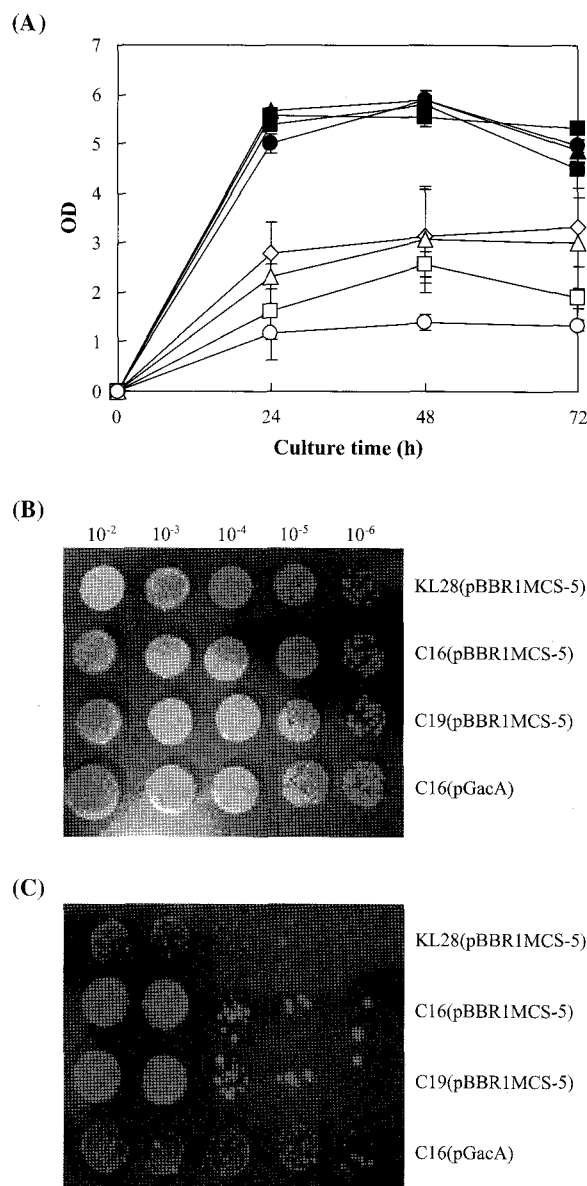 (A)
7
6
5
4
3
2
1
0
OD
0 24 48 72
Culture time (h)
(B)
10⁻² 10⁻³ 10⁻⁴ 10⁻⁵ 10⁻⁶
KL28(pBBR1MCS-5)
C16(pBBR1MCS-5)
C19(pBBR1MCS-5)
C16(pGacA)
(C)
KL28(pBBR1MCS-5)
C16(pBBR1MCS-5)
C19(pBBR1MCS-5)
C16(pGacA)